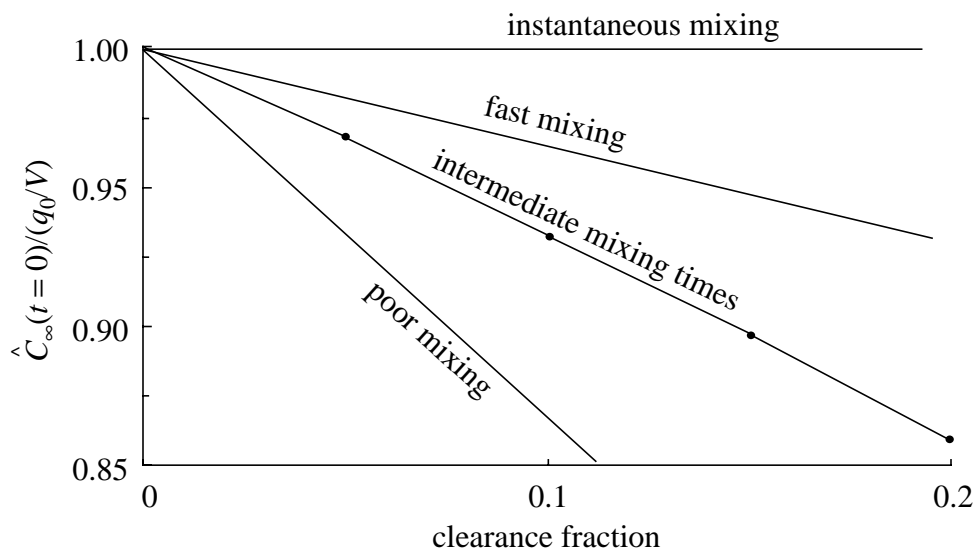 instantaneous mixing
1.00
fast mixing
intermediate mixing times
0.95
Ĉ∞(t = 0)/(q0/V)
poor mixing
0.90
0.85
0
0.1
0.2
clearance fraction